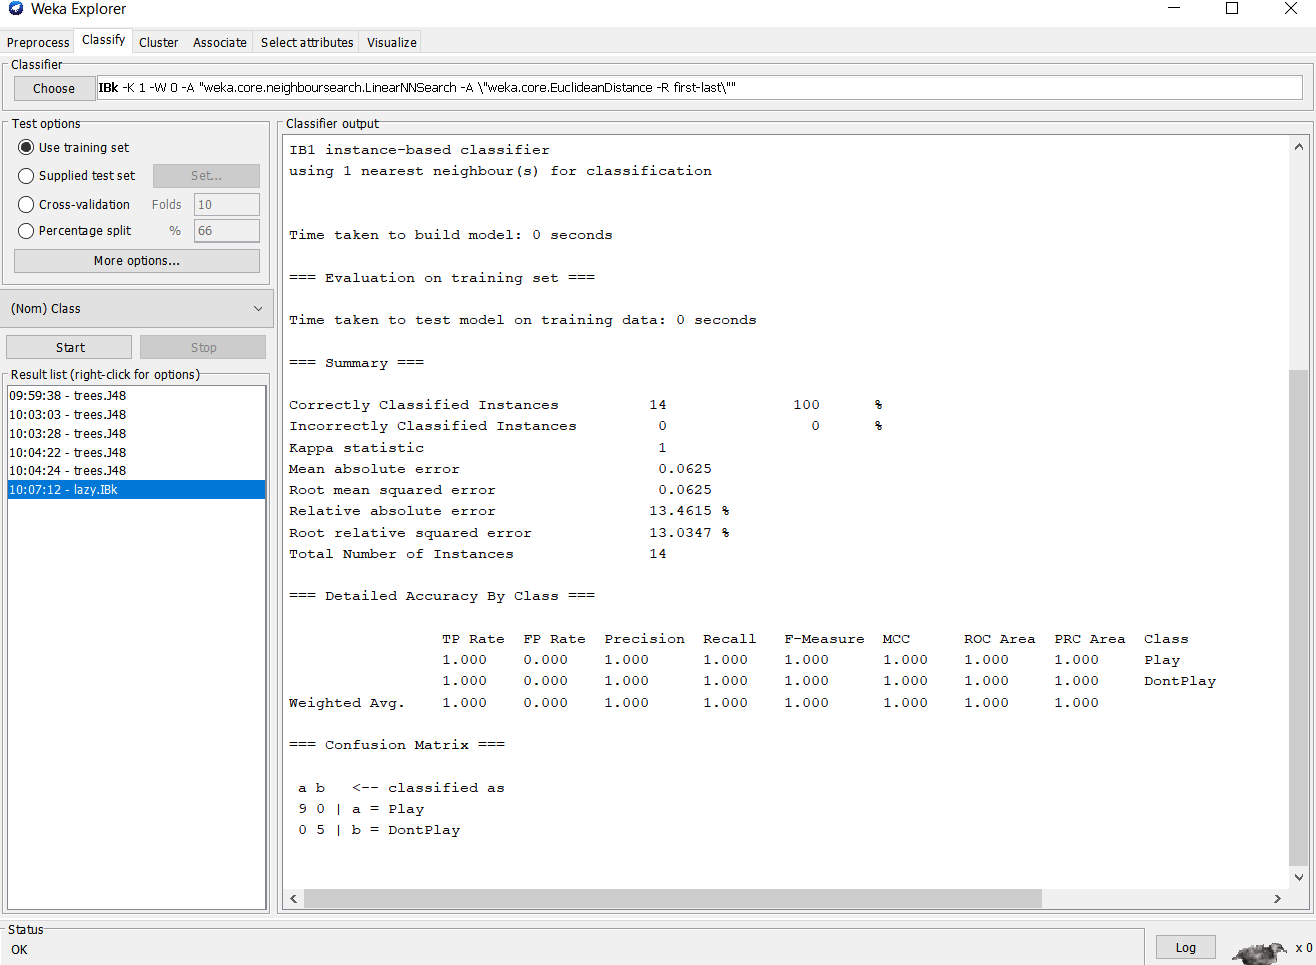 Weka Explorer
Preprocess Classify Cluster Associate Select attributes Visualize
Classifier
Choose IBk -K 1 -W 0 -A "weka.core.neighboursearch.LinearNNSearch -A \"weka.core.EuclideanDistance -R first-last\""
Test options
Use training set
Supplied test set Set...
Cross-validation Folds 10
Percentage split % 66
More options...
(Nom) Class
Start Stop
Result list (right-click for options)
09:59:38 - trees.J48
10:03:03 - trees.J48
10:03:28 - trees.J48
10:04:22 - trees.J48
10:04:24 - trees.J48
10:07:12 - lazy.IBk
Classifier output
IB1 instance-based classifier
using 1 nearest neighbour(s) for classification
Time taken to build model: 0 seconds
=== Evaluation on training set ===
Time taken to test model on training data: 0 seconds
=== Summary ===
Correctly Classified Instances 14 100 %
Incorrectly Classified Instances 0 0 %
Kappa statistic 1
Mean absolute error 0.0625
Root mean squared error 0.0625
Relative absolute error 13.4615 %
Root relative squared error 13.0347 %
Total Number of Instances 14
=== Detailed Accuracy By Class ===
TP Rate FP Rate Precision Recall F-Measure MCC ROC Area PRC Area Class
1.000 0.000 1.000 1.000 1.000 1.000 1.000 1.000 Play
1.000 0.000 1.000 1.000 1.000 1.000 1.000 1.000 DontPlay
Weighted Avg. 1.000 0.000 1.000 1.000 1.000 1.000 1.000 1.000
=== Confusion Matrix ===
a b <-- classified as
9 0 | a = Play
0 5 | b = DontPlay
Status
OK
Log x 0